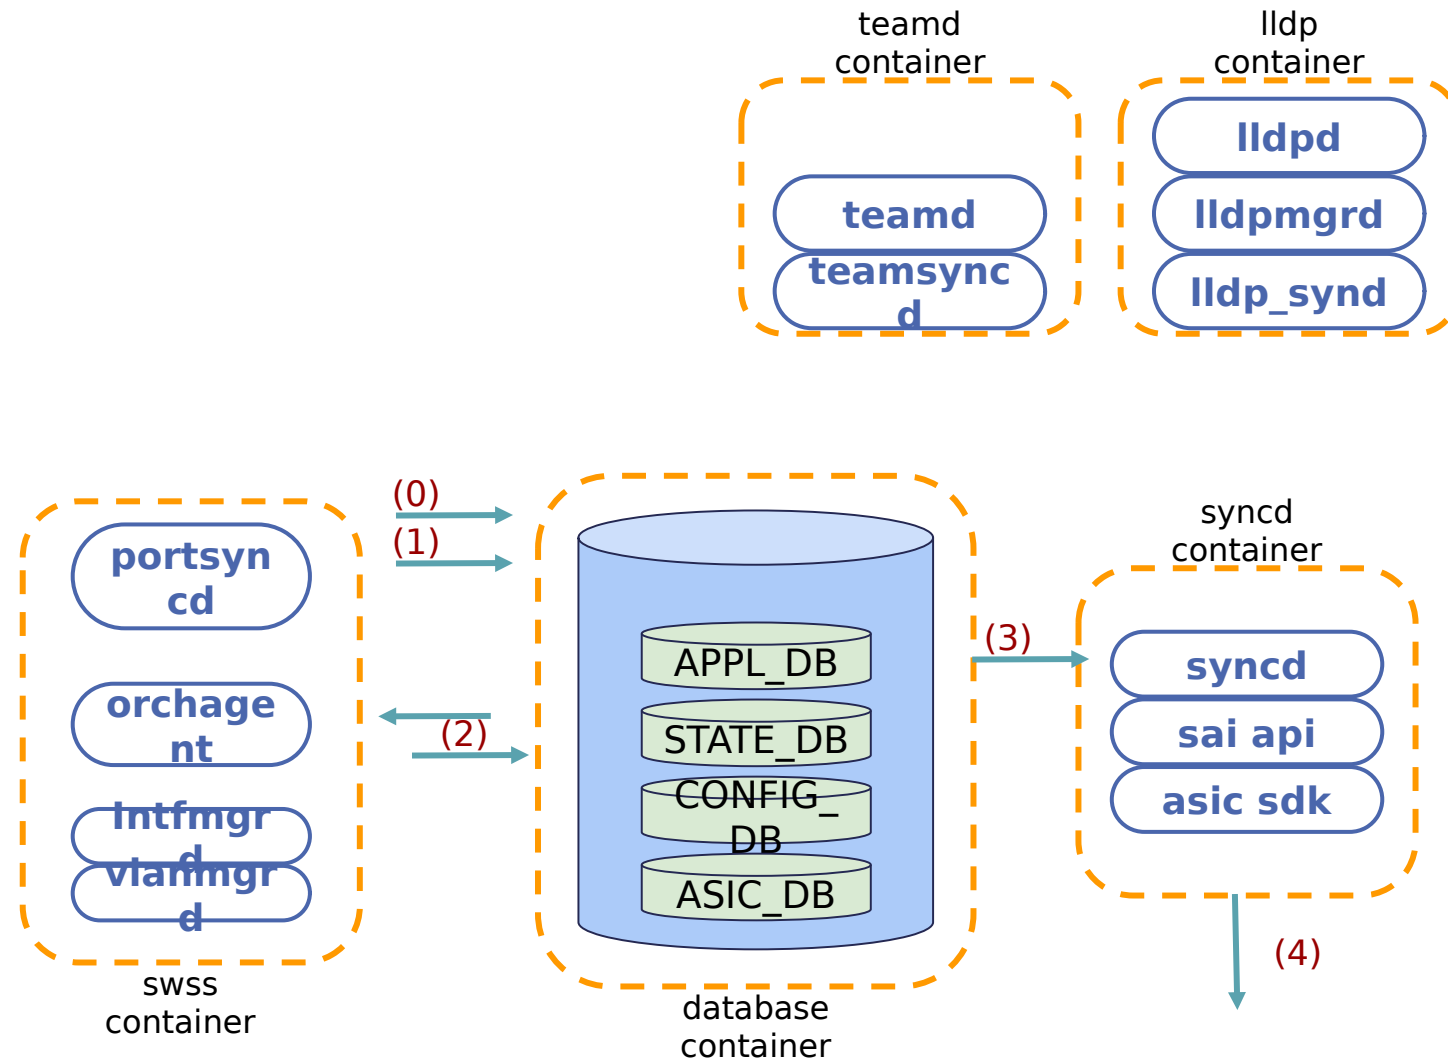 teamd
container
lldp
container
lldpd
teamd
lldpmgrd
teamsync
d
lldp_synd
(0)
(1)
portsyn
cd
syncd
container
APPL_DB
(3)
syncd
orchage
nt
(2)
STATE_DB
sai api
CONFIG_
DB
asic sdk
Intfmgr
d
vlanmgr
d
ASIC_DB
(4)
swss
container
database
container